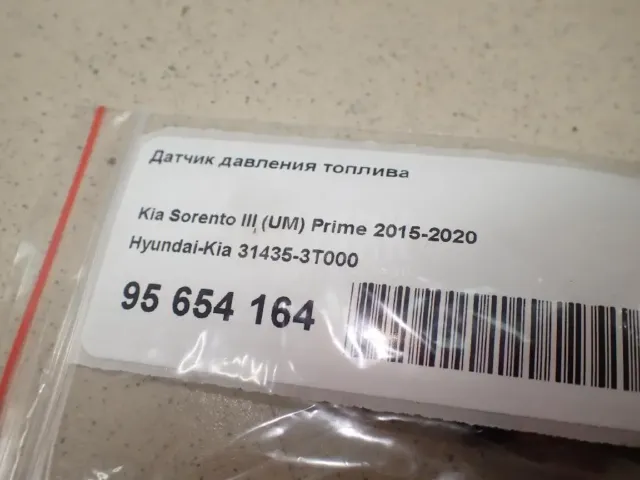 Датчик давления топлива
Kia Sorento III (UM) Prime 2015-2020
Hyundai-Kia 31435-3T000
95 654 164